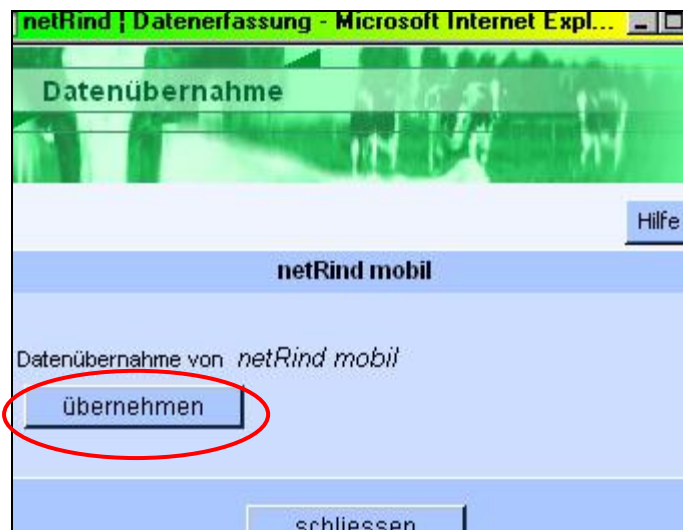 netRind | Datenerfassung - Microsoft Internet Expl...
Datenübernahme
Hilfe
netRind mobil
Datenübernahme von netRind mobil
übernehmen
schliessen